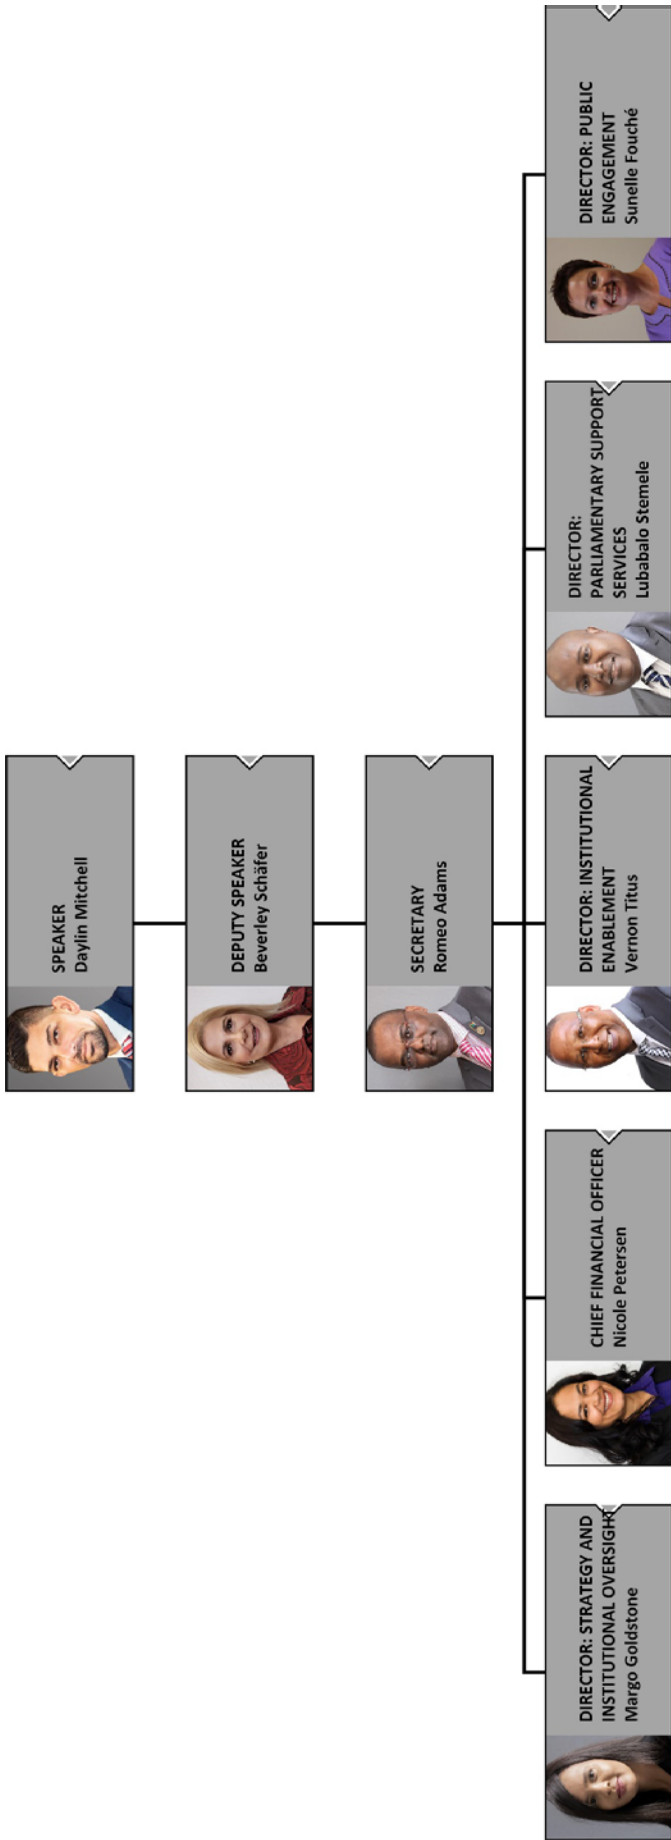 SPEAKER
Daylin Mitchell
DEPUTY SPEAKER
Beverley Schäfer
SECRETARY
Romeo Adams
DIRECTOR: STRATEGY AND
INSTITUTIONAL OVERSIGHT
Margo Goldstone
CHIEF FINANCIAL OFFICER
Nicole Petersen
DIRECTOR: INSTITUTIONAL
ENABLEMENT
Vernon Titus
DIRECTOR:
PARLIAMENTARY SUPPORT
SERVICES
Lubabalo Stemele
DIRECTOR: PUBLIC
ENGAGEMENT
Sunelle Fouché